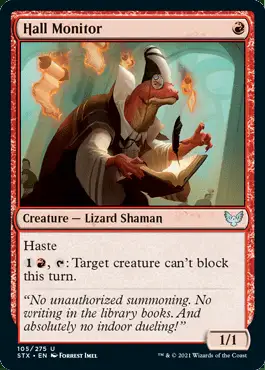 Hall Monitor
Creature — Lizard Shaman
Haste
1 R, T: Target creature can't block
this turn.
“No unauthorized summoning. No
writing in the library books. And
absolutely no indoor dueling!”
1/1
105/275 U
STX • EN FORREST IMEL
™ & © 2021 Wizards of the Coast